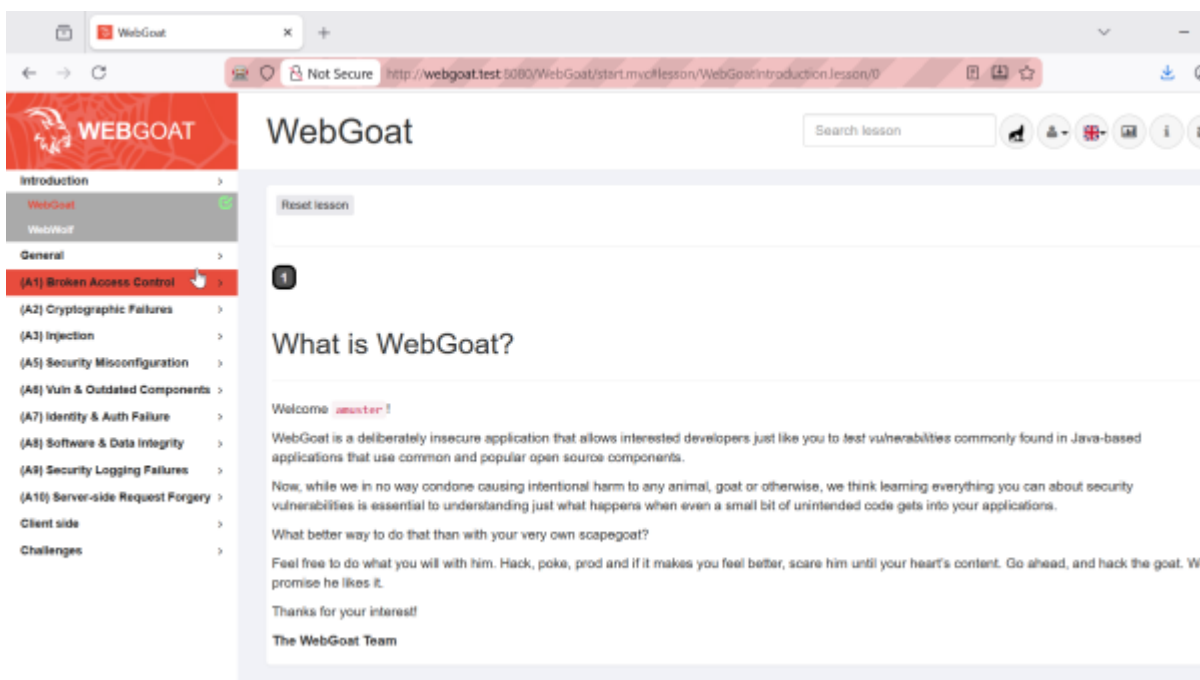 WebGoat
Not Secure http://webgoat.test:8080/WebGoat/start.mvc#lesson/WebGoatIntroduction.lesson/0
WEBGOAT
WebGoat
Search lesson
Introduction
WebGoat
WebWolf
General
(A1) Broken Access Control
(A2) Cryptographic Failures
(A3) Injection
(A5) Security Misconfiguration
(A6) Vuln & Outdated Components
(A7) Identity & Auth Failure
(A8) Software & Data Integrity
(A9) Security Logging Failures
(A10) Server-side Request Forgery
Client side
Challenges
Reset lesson
1
What is WebGoat?
Welcome amuster!
WebGoat is a deliberately insecure application that allows interested developers just like you to test vulnerabilities commonly found in Java-based
applications that use common and popular open source components.
Now, while we in no way condone causing intentional harm to any animal, goat or otherwise, we think learning everything you can about security
vulnerabilities is essential to understanding just what happens when even a small bit of unintended code gets into your applications.
What better way to do that than with your very own scapegoat?
Feel free to do what you will with him. Hack, poke, prod and if it makes you feel better, scare him until your heart's content. Go ahead, and hack the goat. W
promise he likes it.
Thanks for your interest!
The WebGoat Team